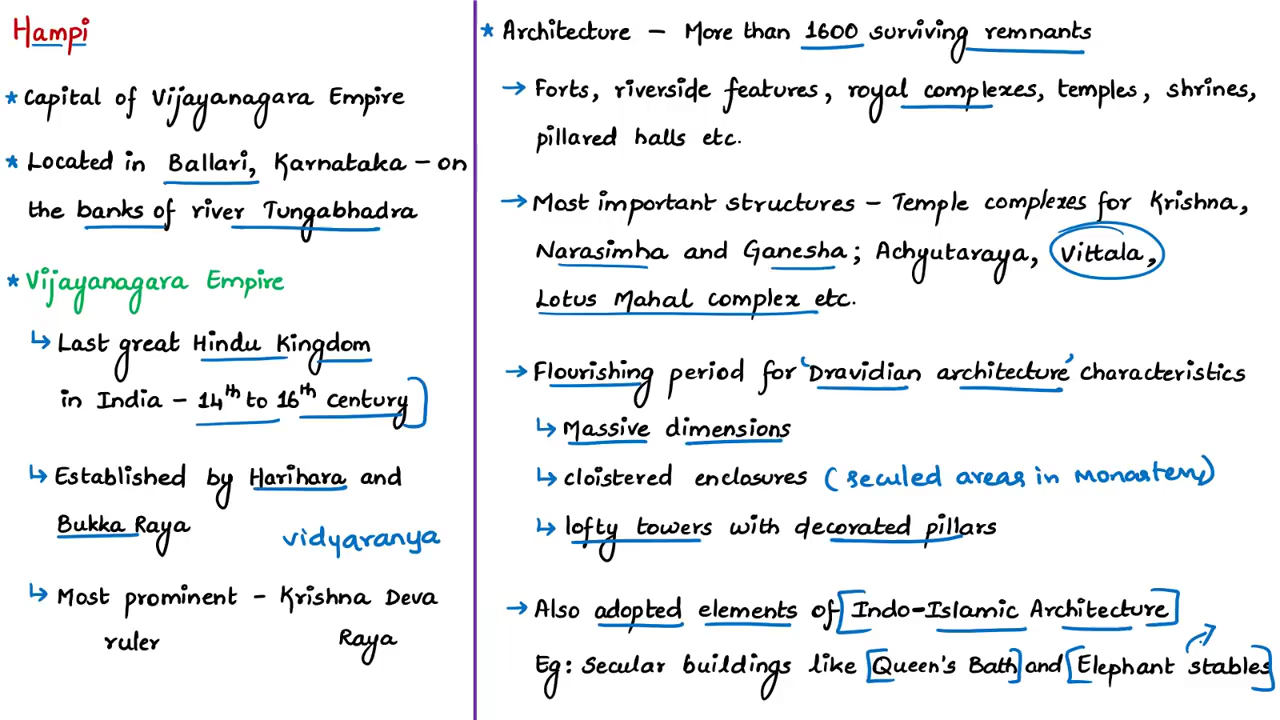 Hampi
* Capital of Vijayanagara Empire
* Located in Ballari, Karnataka – on
the banks of river Tungabhadra
* Vijayanagara Empire
↳ Last great Hindu Kingdom
in India – 14th to 16th century
↳ Established by Harihara and
Bukka Raya
vidyaranya
↳ Most prominent – Krishna Deva
ruler Raya
* Architecture – More than 1600 surviving remnants
→ Forts, riverside features, royal complexes, temples, shrines,
pillared halls etc.
→ Most important structures – Temple complexes for Krishna,
Narasimha and Ganesha; Achyutaraya, Vittala,
Lotus Mahal complex etc.
→ Flourishing period for 'Dravidian architecture' characteristics
↳ Massive dimensions
↳ cloistered enclosures (seculed areas in monastery)
↳ lofty towers with decorated pillars
→ Also adopted elements of [Indo-Islamic Architecture]
Eg: Secular buildings like [Queen's Bath] and [Elephant stables]